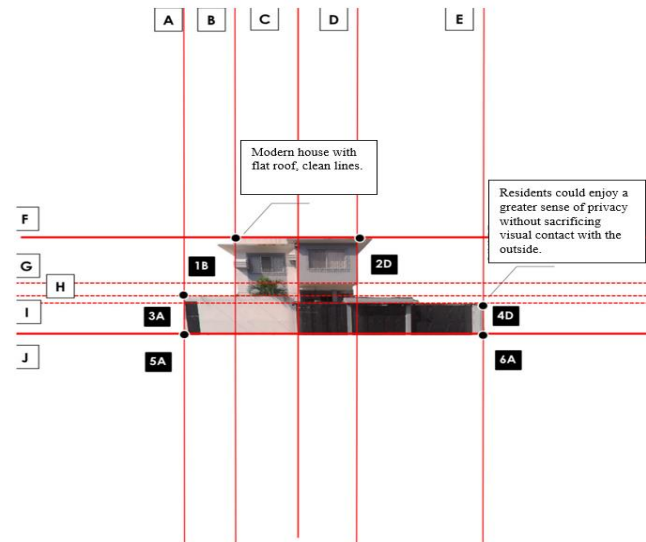 A
B
C
D
E
Modern house with
flat roof, clean lines.
Residents could enjoy a
greater sense of privacy
without sacrificing
visual contact with the
outside.
F
G
H
I
J
1B
2D
3A
4D
5A
6A